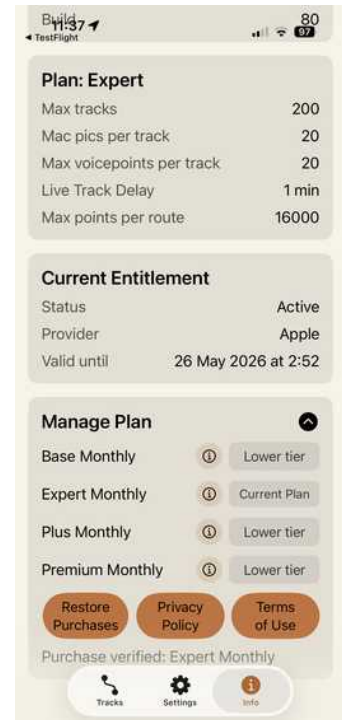 Build 80
11:37
97
TestFlight
Plan: Expert
Max tracks 200
Mac pics per track 20
Max voicepoints per track 20
Live Track Delay 1 min
Max points per route 16000
Current Entitlement
Status Active
Provider Apple
Valid until 26 May 2026 at 2:52
Manage Plan
Base Monthly Lower tier
Expert Monthly Current Plan
Plus Monthly Lower tier
Premium Monthly Lower tier
Restore Purchases
Privacy Policy
Terms of Use
Purchase verified: Expert Monthly
Tracks
Settings
Info